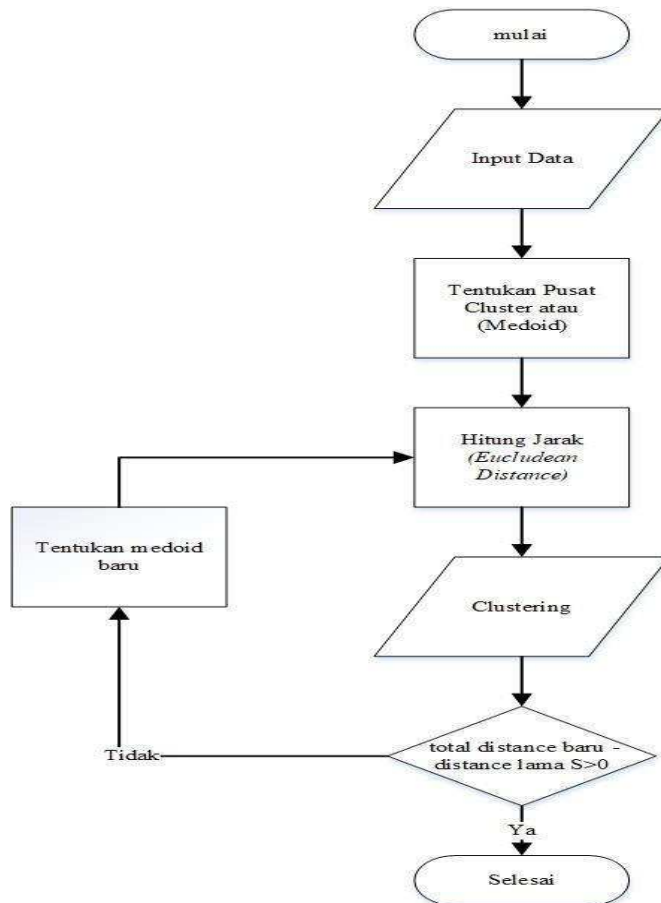 mulai
Input Data
Tentukan Pusat
Cluster atau
(Medoid)
Hitung Jarak
(Eucludean
Distance)
Tentukan medoid
baru
Clustering
total distance baru -
distance lama S>0
Tidak
Ya
Selesai